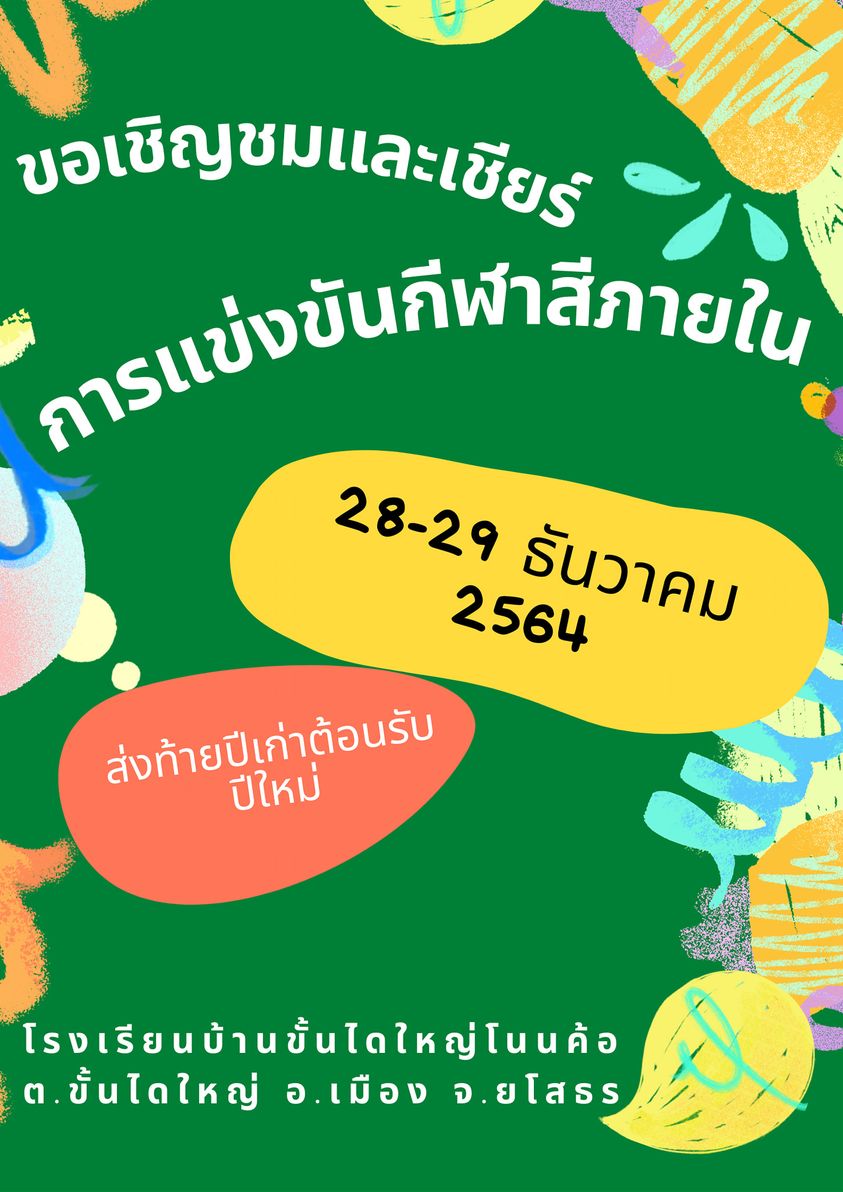 ขอเชิญชมและเชียร์
การแข่งขันกีฬาสีภายใน
28-29 ธันวาคม
2564
ส่งท้ายปีเก่าต้อนรับ
ปีใหม่
โรงเรียนบ้านขั้นไดใหญ่โนนค้อ
ต.ขั้นไดใหญ่ อ.เมือง จ.ยโสธร